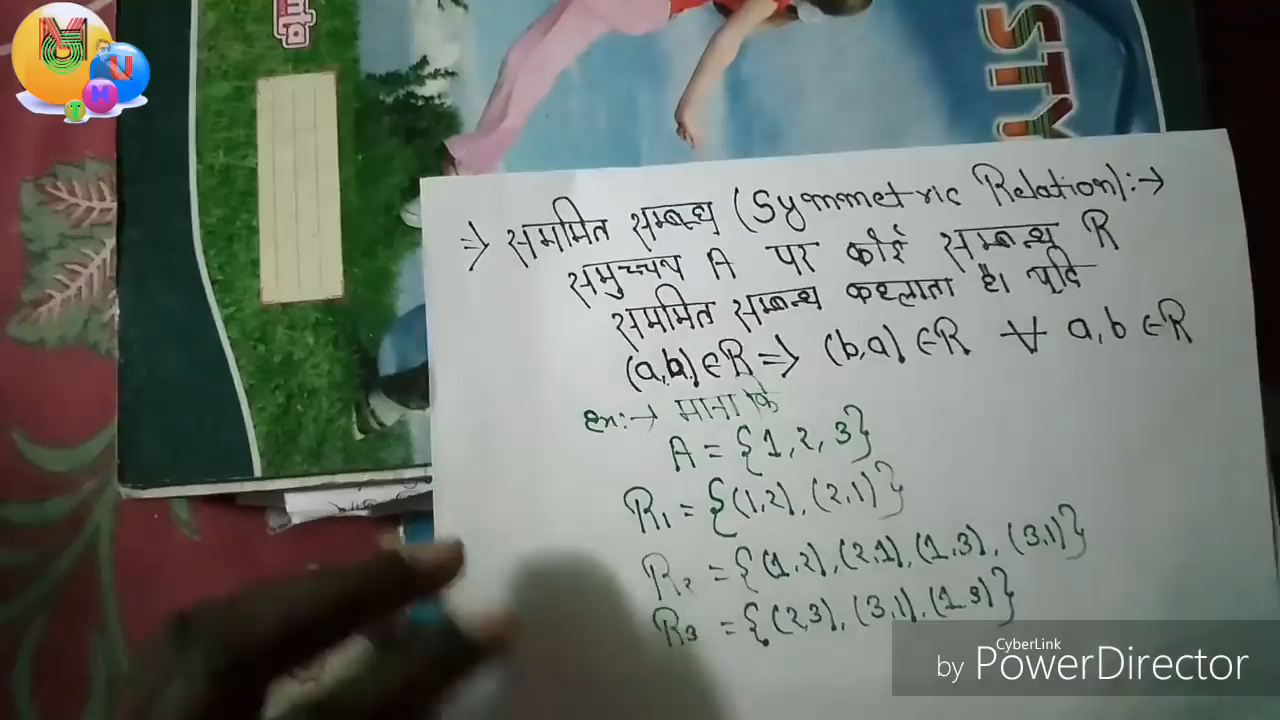 ⇒ सममित सम्बन्ध (Symmetric Relation):→
समुच्चय A पर कोई सम्बन्ध R
सममित सम्बन्ध कहलाता है। यदि
(a,b) ∈R ⇒ (b,a) ∈R ∀ a, b ∈R
ex:→ माना कि
A = {1, 2, 3}
R₁ = {(1,2), (2,1)}
R₂ = {(1,2), (2,1), (1,3), (3,1)}
R₃ = {(2,3), (3,1), (1,3)}
CyberLink
by PowerDirector